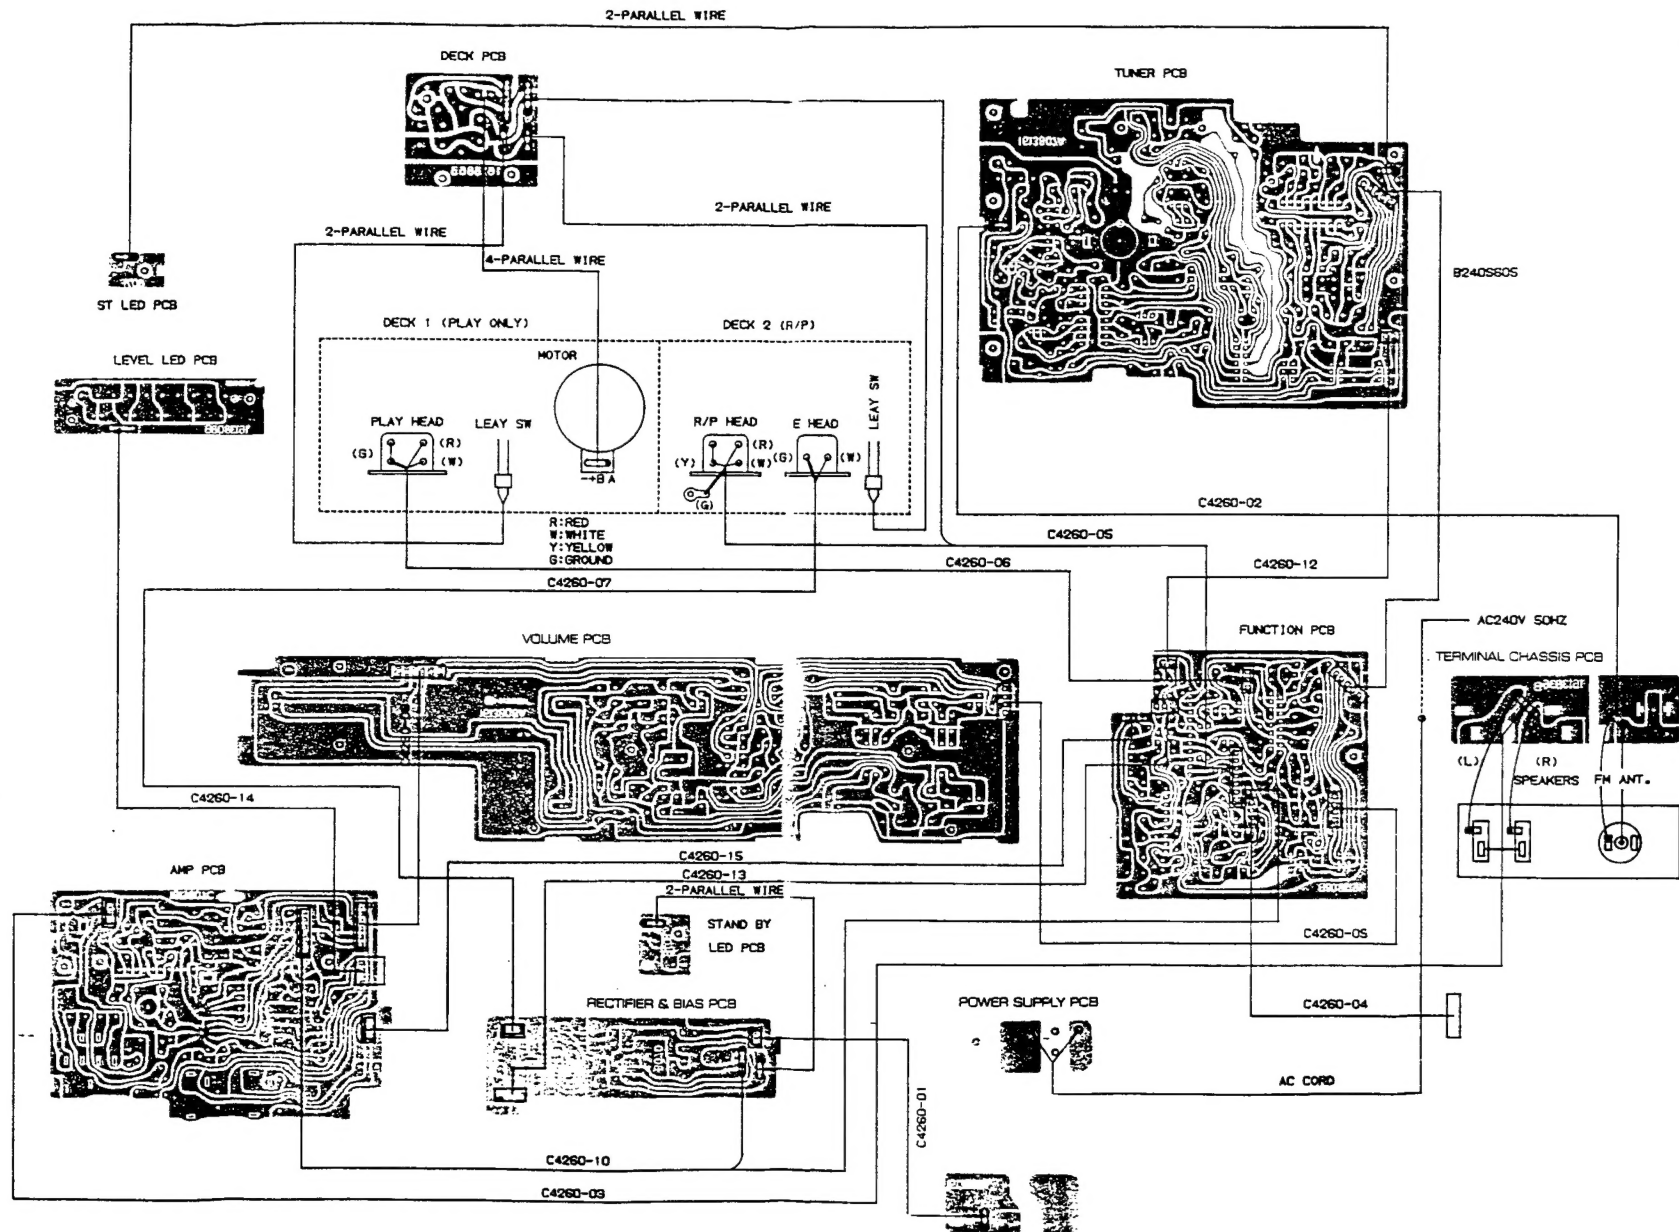 2-PARALLEL WIRE
DECK PCB
TUNER PCB
2-PARALLEL WIRE
2-PARALLEL WIRE
4-PARALLEL WIRE
B240S60S
ST LED PCB
DECK 1 (PLAY ONLY)
DECK 2 (R/P)
LEVEL LED PCB
MOTOR
PLAY HEAD
LEAY SW
R/P HEAD
E HEAD
LEAY SW
(G)
(R)
(W)
(Y)
(R)
(W)
(G)
(W)
(G)
-+BA
C4260-02
R:RED
W:WHITE
Y:YELLOW
G:GROUND
C4260-05
C4260-06
C4260-12
C4260-07
VOLUME PCB
FUNCTION PCB
AC240V 50HZ
TERMINAL CHASSIS PCB
(L)
(R)
SPEAKERS
FM ANT.
C4260-14
C4260-15
C4260-13
AMP PCB
2-PARALLEL WIRE
STAND BY
LED PCB
C4260-05
RECTIFIER & BIAS PCB
POWER SUPPLY PCB
C4260-04
AC CORD
C4260-01
C4260-10
C4260-03